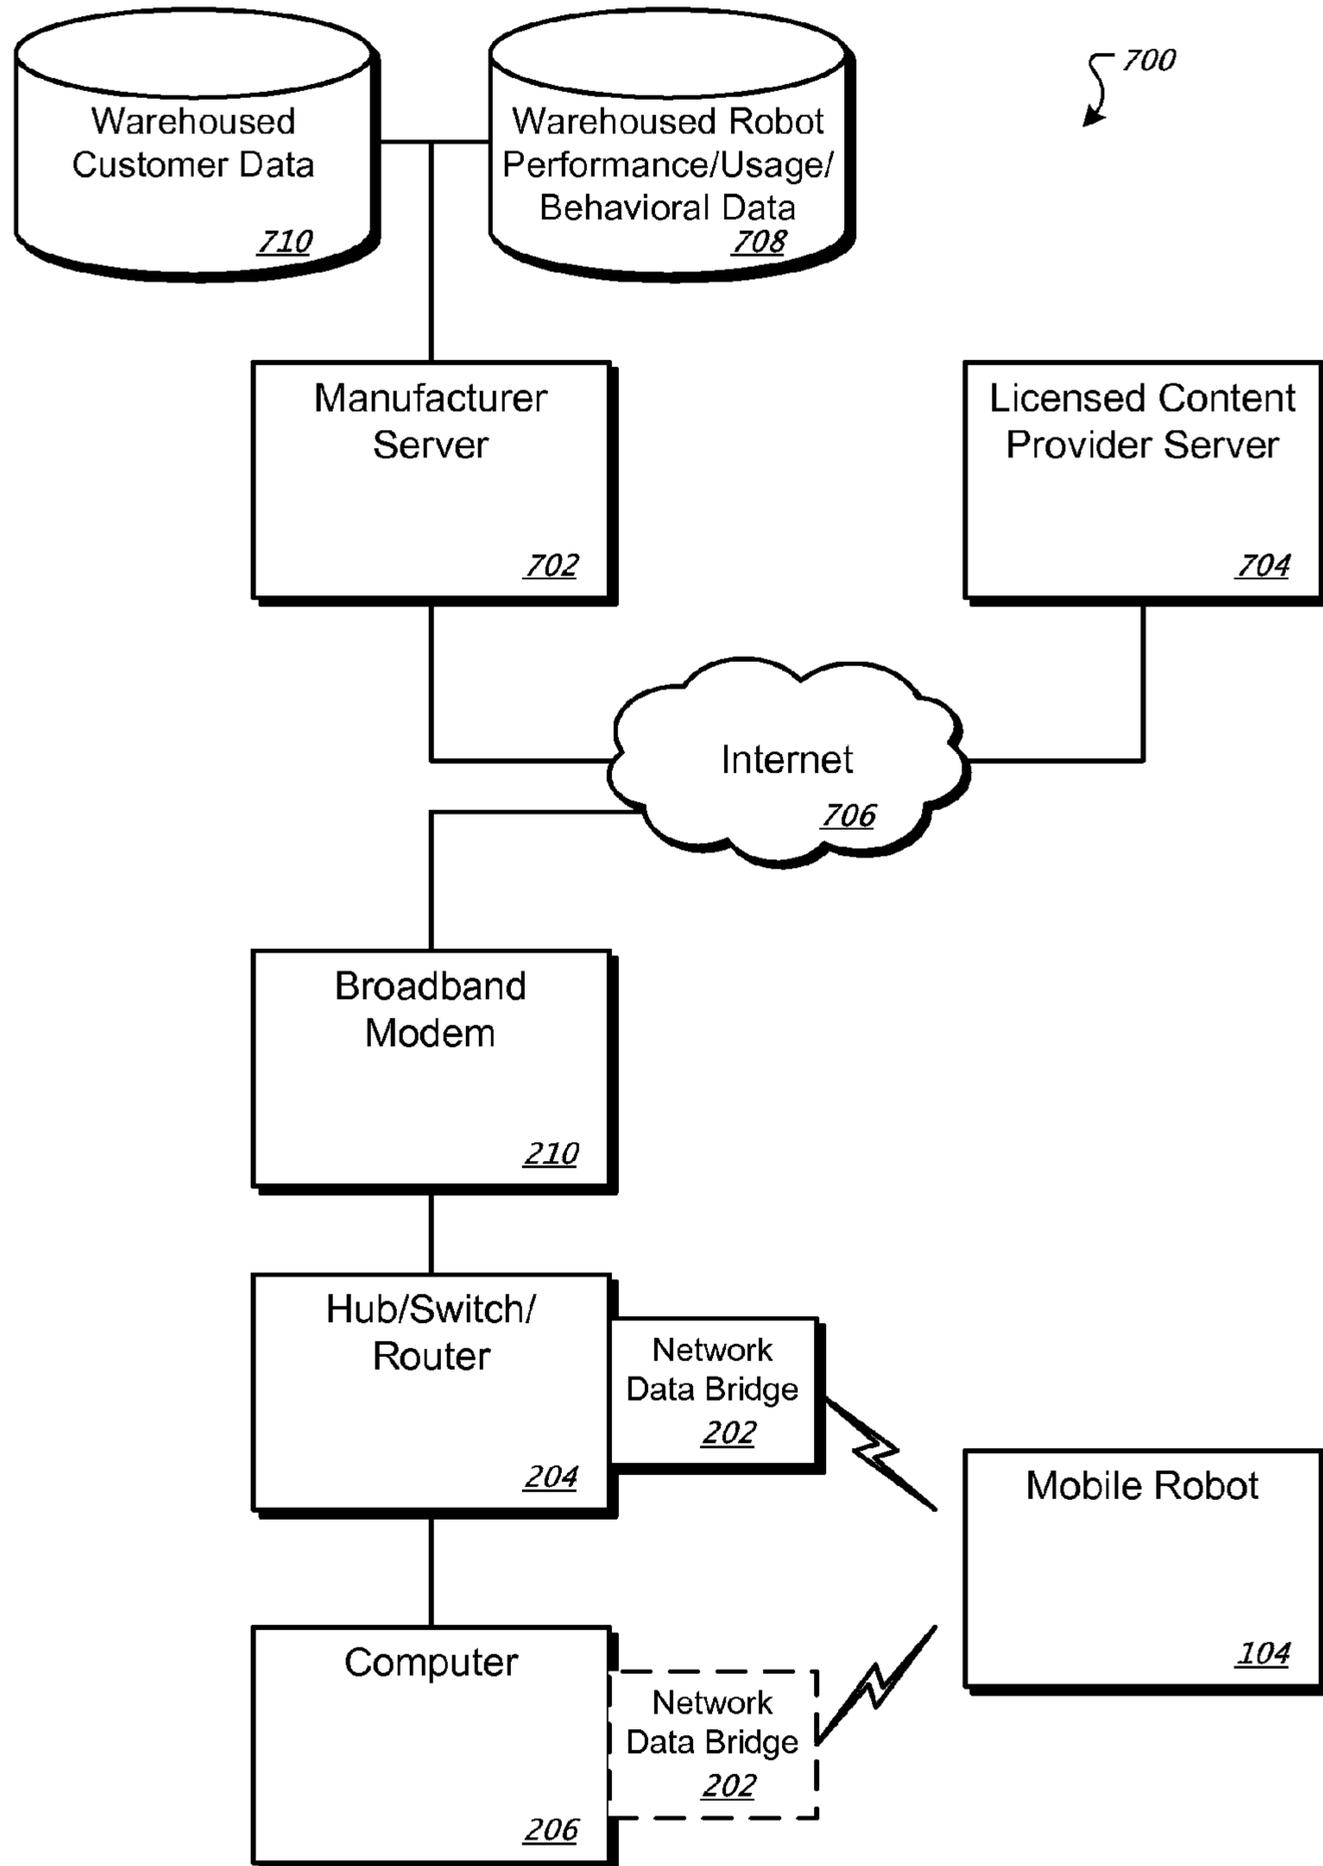 Warehoused
Customer Data
710
Warehoused Robot
Performance/Usage/
Behavioral Data
708
700
Manufacturer
Server
702
Licensed Content
Provider Server
704
Internet
706
Broadband
Modem
210
Hub/Switch/
Router
204
Network
Data Bridge
202
Mobile Robot
104
Computer
206
Network
Data Bridge
202